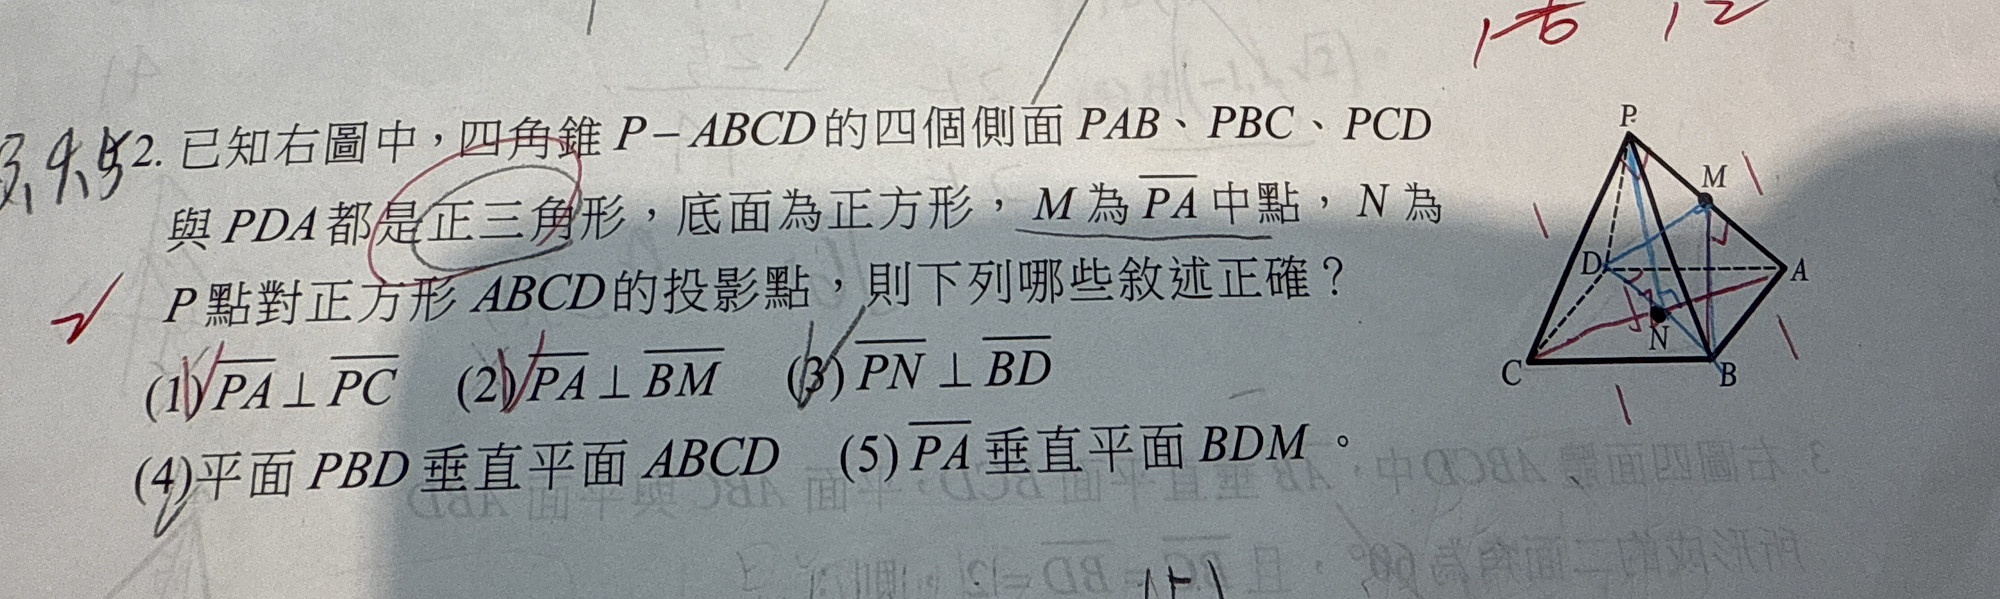 2. 已知右圖中，四角錐 P－ABCD 的四個側面 PAB、PBC、PCD
與 PDA 都是正三角形，底面為正方形，M 為 PA 中點，N 為
P 點對正方形 ABCD 的投影點，則下列哪些敘述正確？
(1) PA⊥PC (2) PA⊥BM (3) PN⊥BD
(4)平面 PBD 垂直平面 ABCD (5) PA 垂直平面 BDM。
P
M
D
A
N
C
B